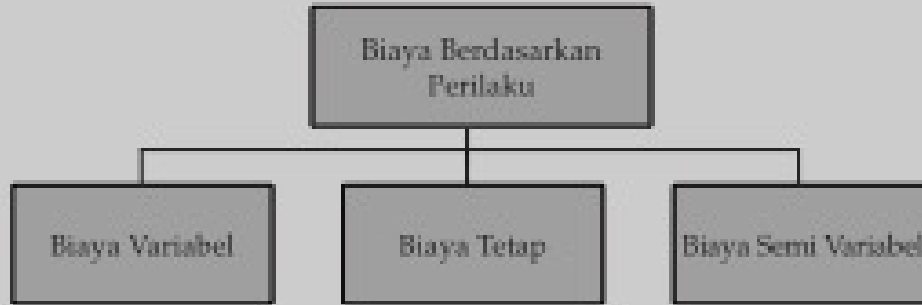 Biaya Berdasarkan
Perilaku
Biaya Variabel
Biaya Tetap
Biaya Semi Variabel